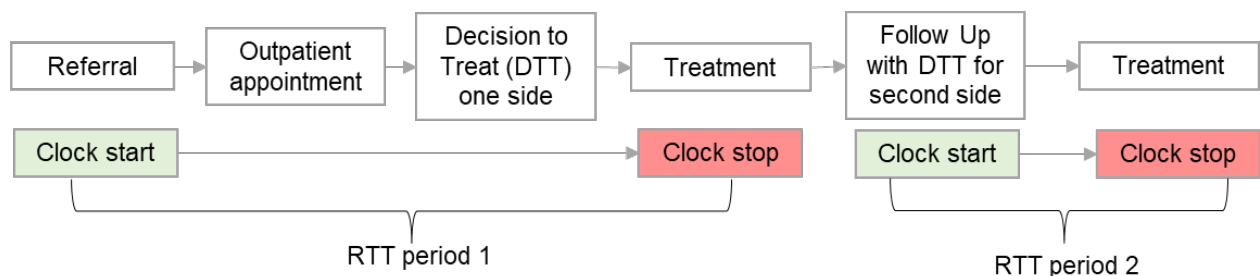 Referral
Outpatient
appointment
Decision to
Treat (DTT)
one side
Treatment
Follow Up
with DTT for
second side
Treatment
Clock start
Clock stop
Clock start
Clock stop
RTT period 1
RTT period 2